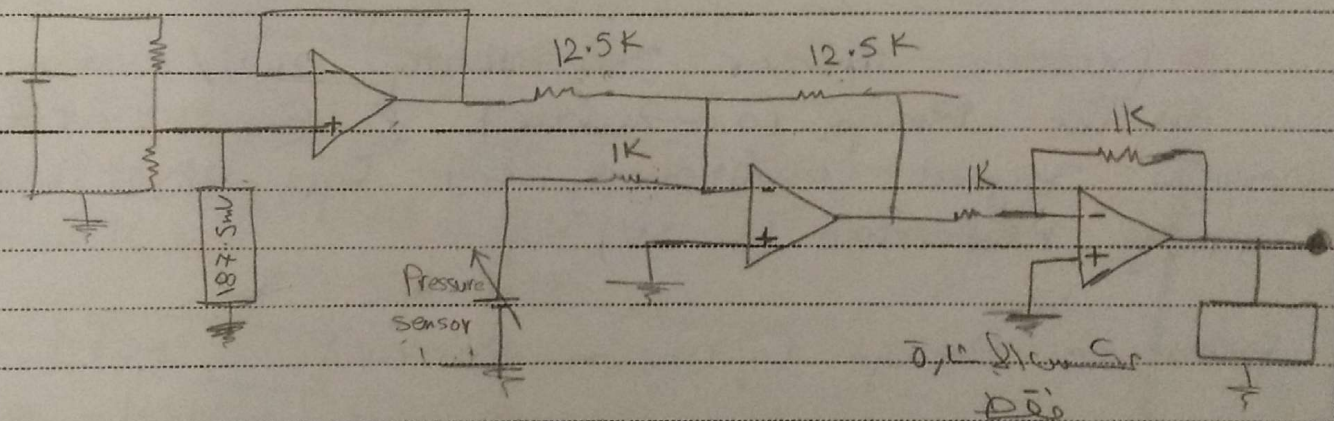 12.5K
12.5K
1K
1K
1K
-
+
-
+
-
+
187.5mV
Pressure
sensor